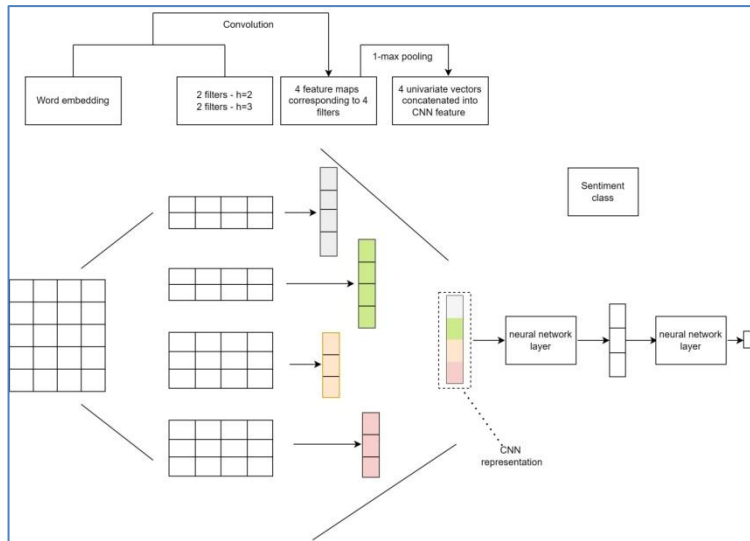 Convolution
1-max pooling
Word embedding
2 filters - h=2
2 filters - h=3
4 feature maps
corresponding to 4
filters
4 univariate vectors
concatenated into
CNN feature
Sentiment
class
neural network
layer
neural network
layer
CNN
representation